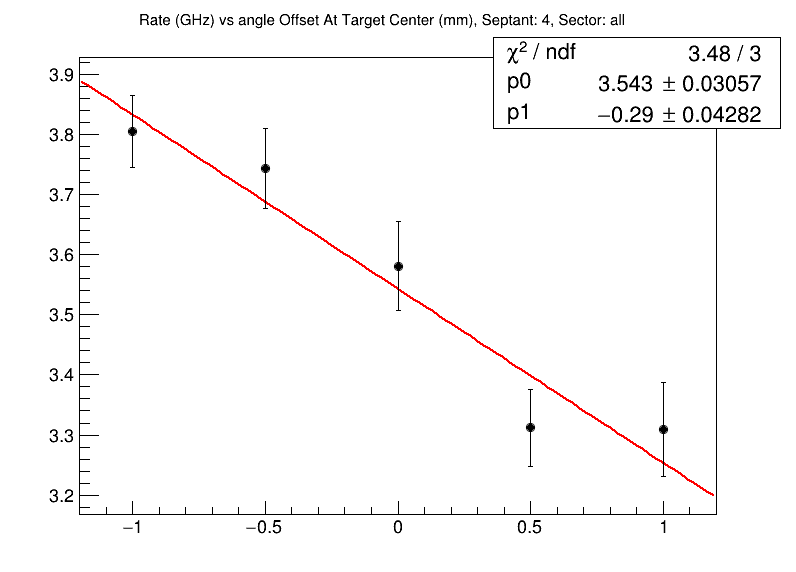 Rate (GHz) vs angle Offset At Target Center (mm), Septant: 4, Sector: all
χ² / ndf 3.48 / 3
p0 3.543 ± 0.03057
p1 −0.29 ± 0.04282
3.9
3.8
3.7
3.6
3.5
3.4
3.3
3.2
−1 −0.5 0 0.5 1